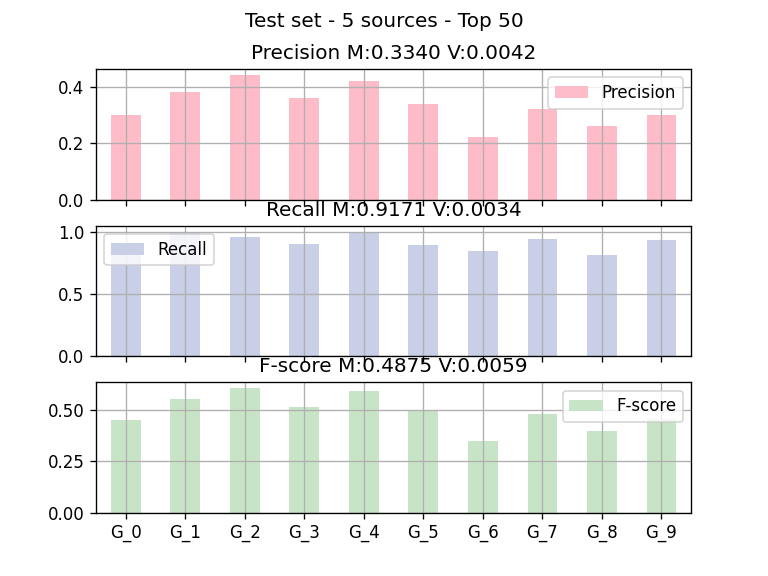 Test set - 5 sources - Top 50
Precision M:0.3340 V:0.0042
0.4
0.2
0.0
Precision
Recall M:0.9171 V:0.0034
1.0
0.5
0.0
Recall
F-score M:0.4875 V:0.0059
0.50
0.25
0.00
F-score
G_0 G_1 G_2 G_3 G_4 G_5 G_6 G_7 G_8 G_9